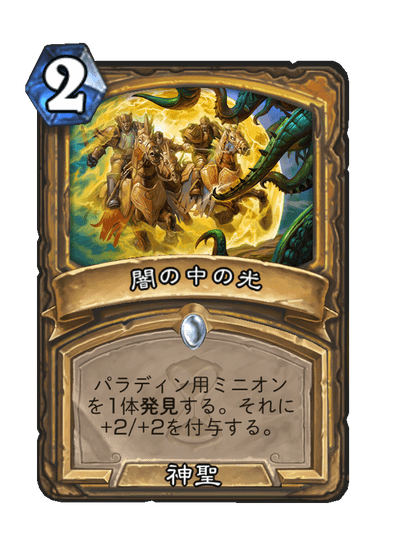 2
闇の中の光
パラディン用ミニオン
を1体発見する。それに
+2/+2を付与する。
神聖